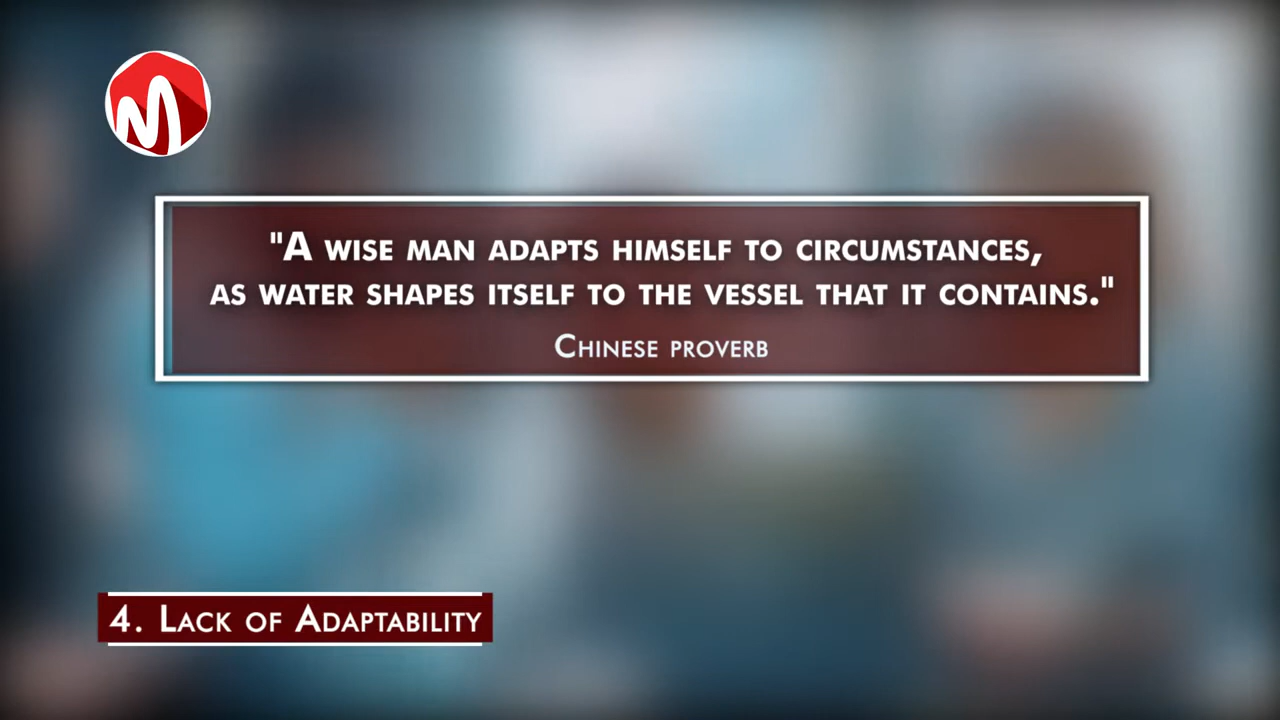 "A WISE MAN ADAPTS HIMSELF TO CIRCUMSTANCES,
AS WATER SHAPES ITSELF TO THE VESSEL THAT IT CONTAINS."
CHINESE PROVERB
4. LACK OF ADAPTABILITY